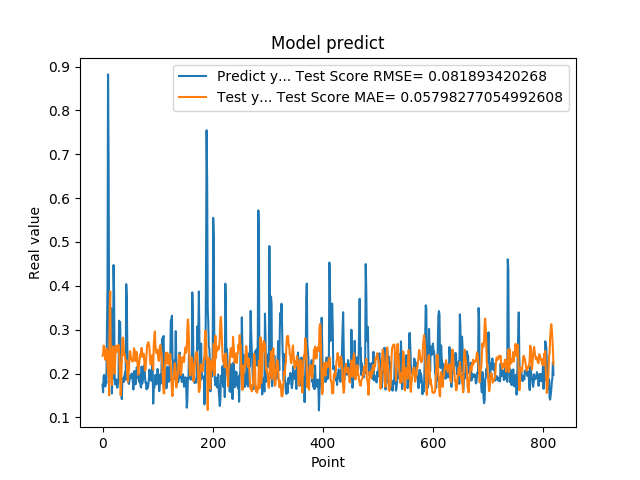 Model predict
Predict y... Test Score RMSE= 0.081893420268
Test y... Test Score MAE= 0.05798277054992608
0.9
0.8
0.7
0.6
0.5
0.4
0.3
0.2
0.1
Real value
0 200 400 600 800
Point